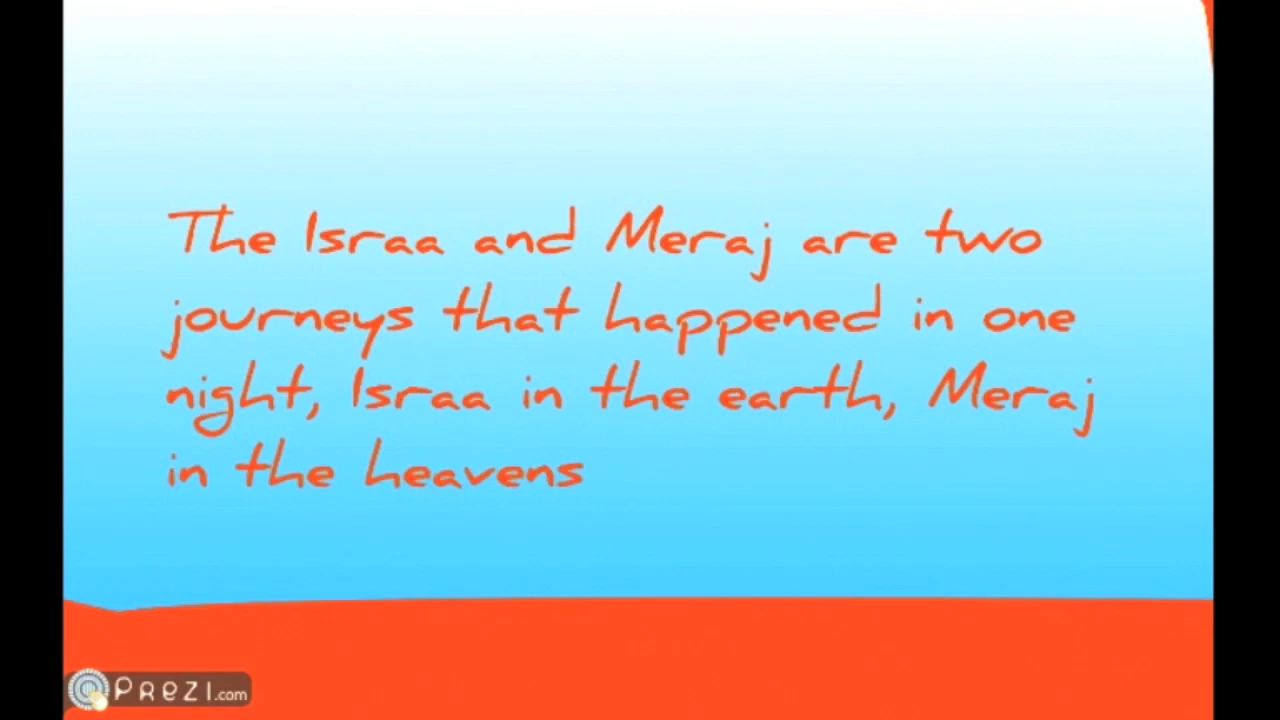 The Israa and Meraj are two
journeys that happened in one
night, Israa in the earth, Meraj
in the heavens
Prezi.com